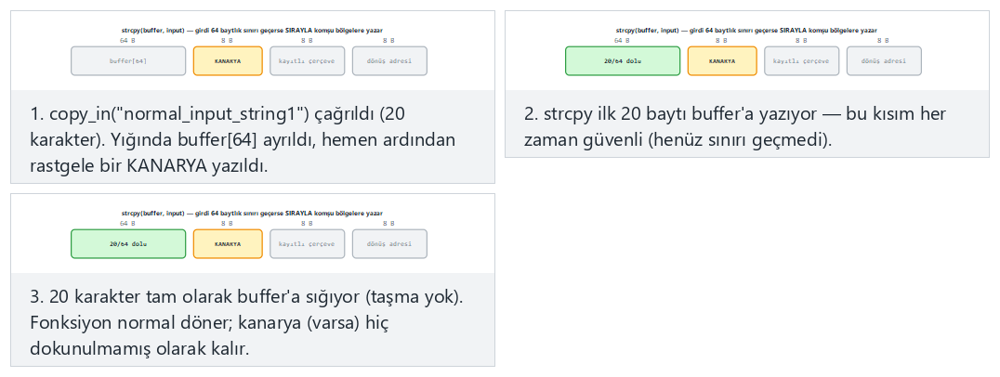 strcpy(buffer, input) — girdi 64 baytlık sınırı geçerse SIRAYLA komşu bölgelere yazar
64 B 8 B 8 B 8 B
buffer[64] KANARYA kayıtlı çerçeve dönüş adresi
1. copy_in("normal_input_string1") çağrıldı (20
karakter). Yığında buffer[64] ayrıldı, hemen ardından
rastgele bir KANARYA yazıldı.
strcpy(buffer, input) — girdi 64 baytlık sınırı geçerse SIRAYLA komşu bölgelere yazar
64 B 8 B 8 B 8 B
20/64 dolu KANARYA kayıtlı çerçeve dönüş adresi
2. strcpy ilk 20 baytı buffer'a yazıyor — bu kısım her
zaman güvenli (henüz sınırı geçmedi).
strcpy(buffer, input) — girdi 64 baytlık sınırı geçerse SIRAYLA komşu bölgelere yazar
64 B 8 B 8 B 8 B
20/64 dolu KANARYA kayıtlı çerçeve dönüş adresi
3. 20 karakter tam olarak buffer'a sığıyor (taşma yok).
Fonksiyon normal döner; kanarya (varsa) hiç
dokunulmamış olarak kalır.